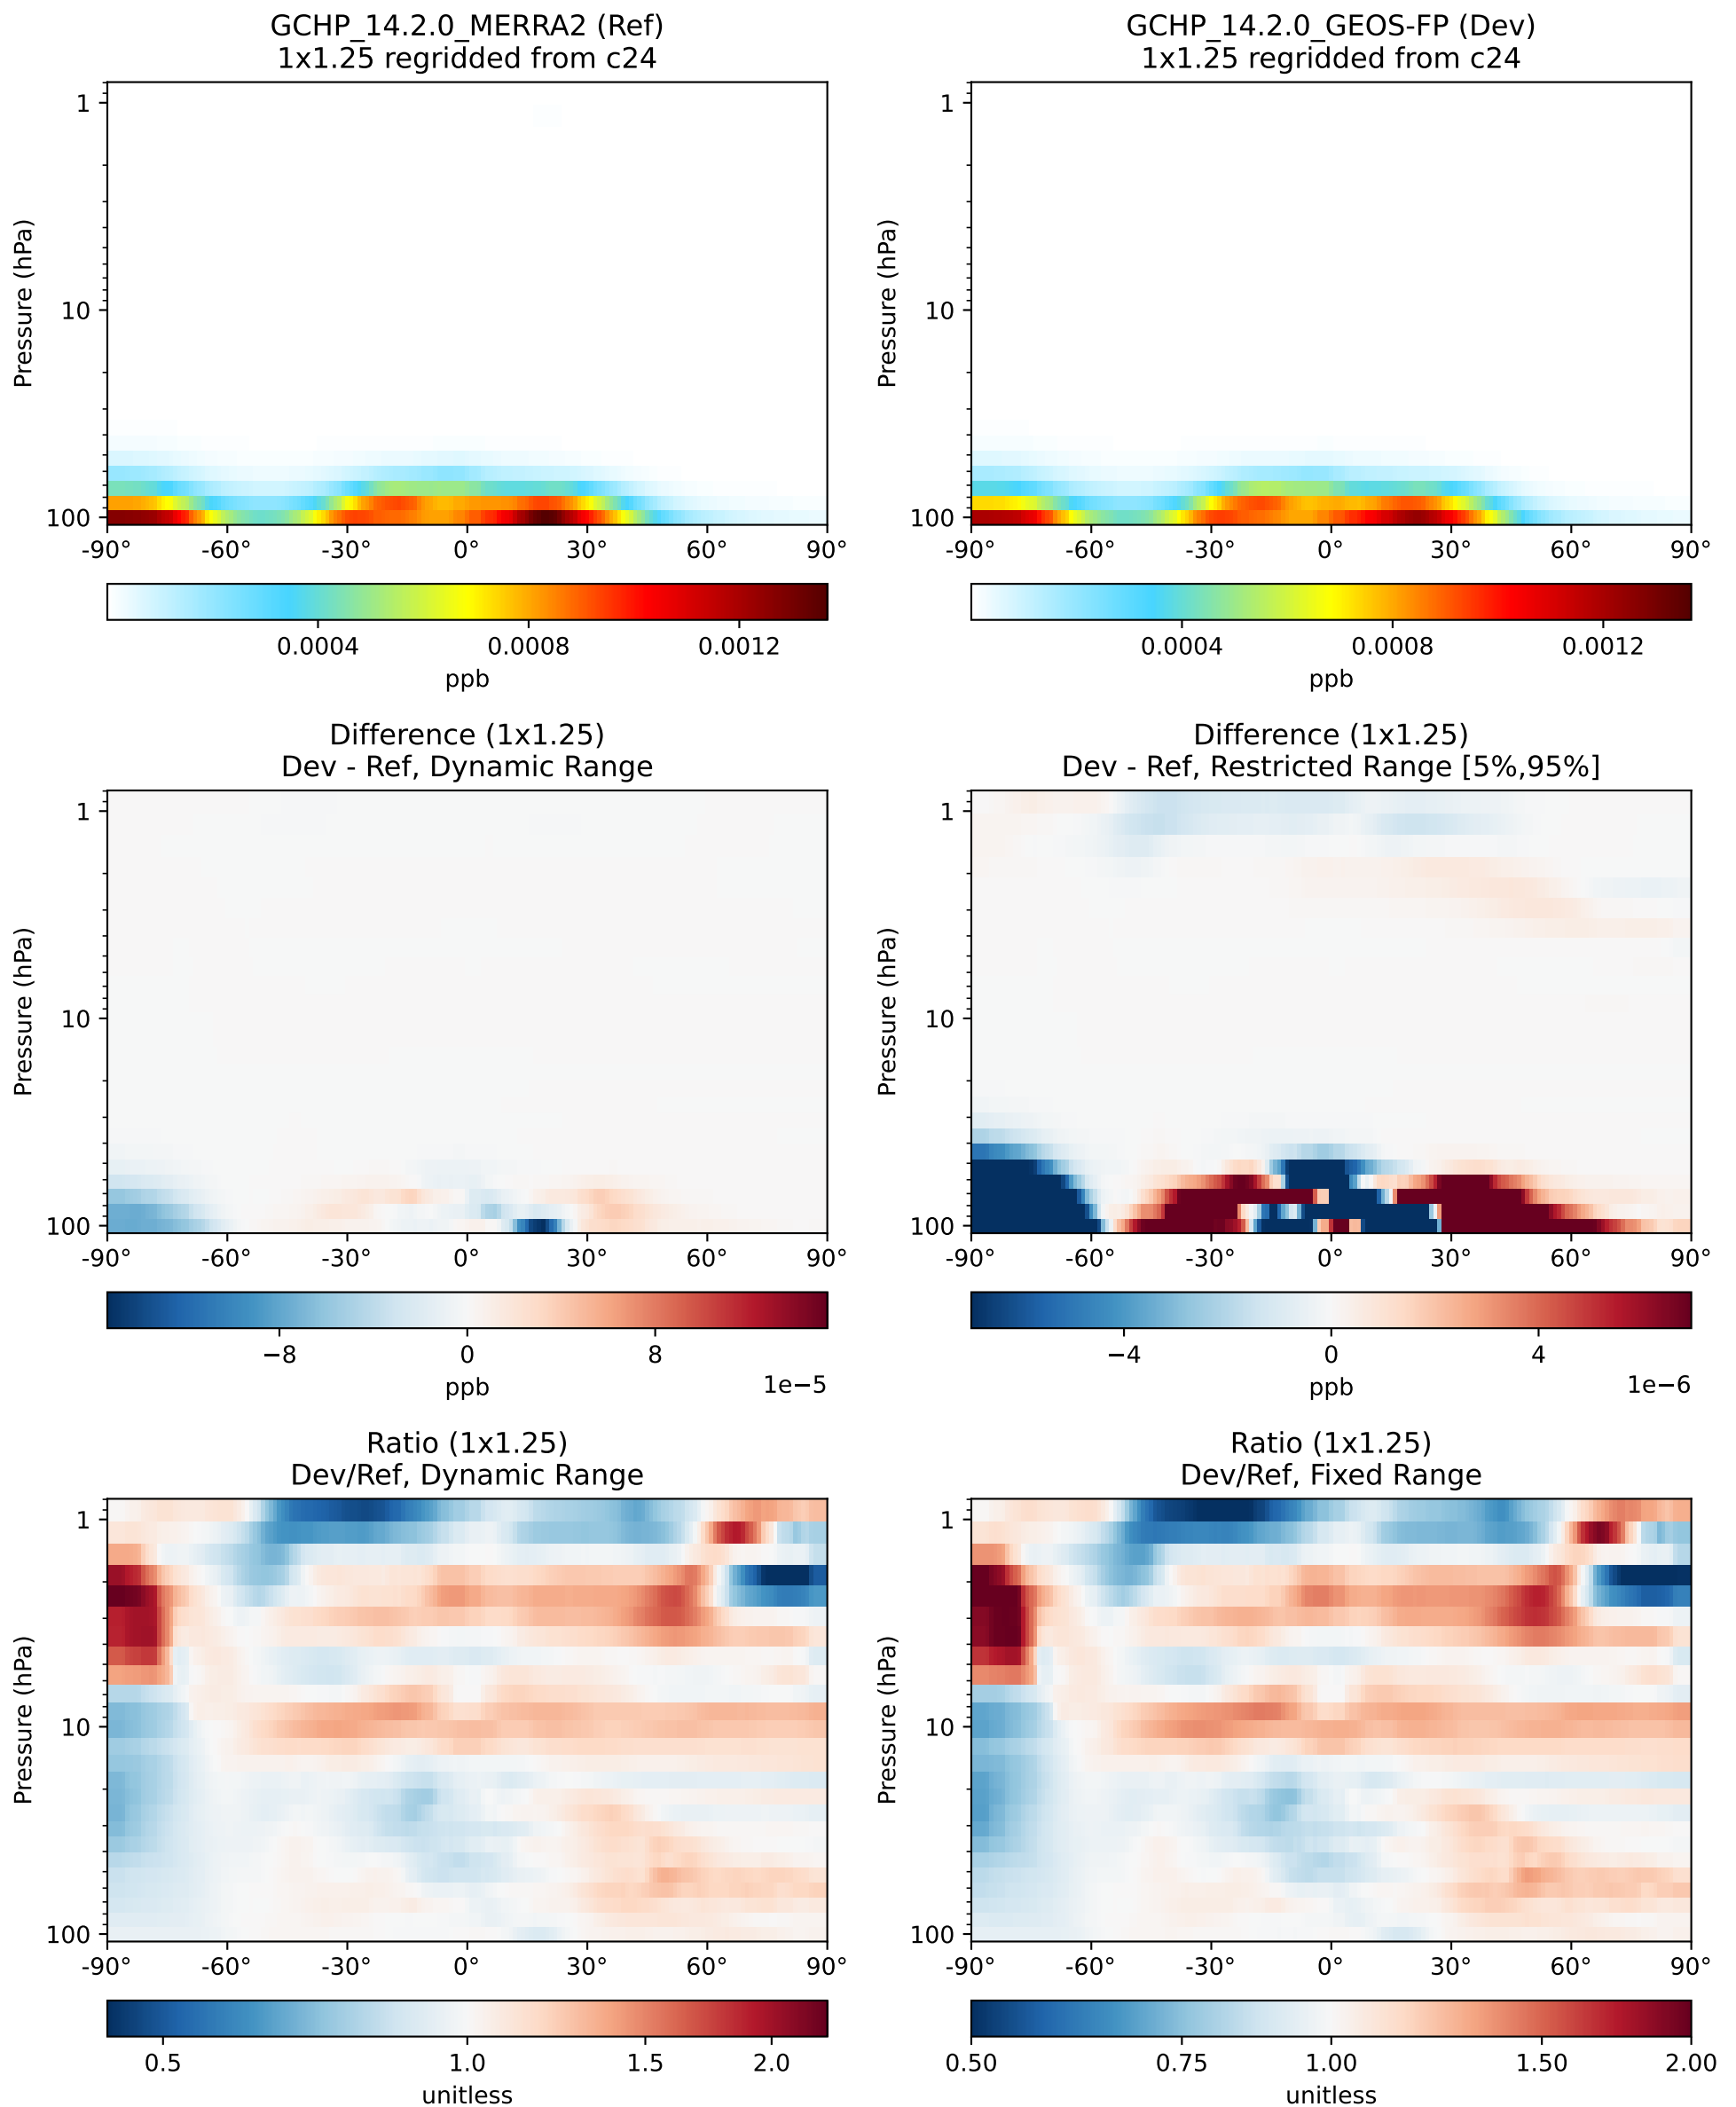 GCHP_14.2.0_MERRA2 (Ref)
1x1.25 regridded from c24
Pressure (hPa)
1
10
100
-90° -60° -30° 0° 30° 60° 90°
0.0004 0.0008 0.0012
ppb
GCHP_14.2.0_GEOS-FP (Dev)
1x1.25 regridded from c24
Pressure (hPa)
1
10
100
-90° -60° -30° 0° 30° 60° 90°
0.0004 0.0008 0.0012
ppb
Difference (1x1.25)
Dev - Ref, Dynamic Range
Pressure (hPa)
1
10
100
-90° -60° -30° 0° 30° 60° 90°
−8 0 8
1e−5
ppb
Difference (1x1.25)
Dev - Ref, Restricted Range [5%,95%]
Pressure (hPa)
1
10
100
-90° -60° -30° 0° 30° 60° 90°
−4 0 4
1e−6
ppb
Ratio (1x1.25)
Dev/Ref, Dynamic Range
Pressure (hPa)
1
10
100
-90° -60° -30° 0° 30° 60° 90°
0.5 1.0 1.5 2.0
unitless
Ratio (1x1.25)
Dev/Ref, Fixed Range
Pressure (hPa)
1
10
100
-90° -60° -30° 0° 30° 60° 90°
0.50 0.75 1.00 1.50 2.00
unitless